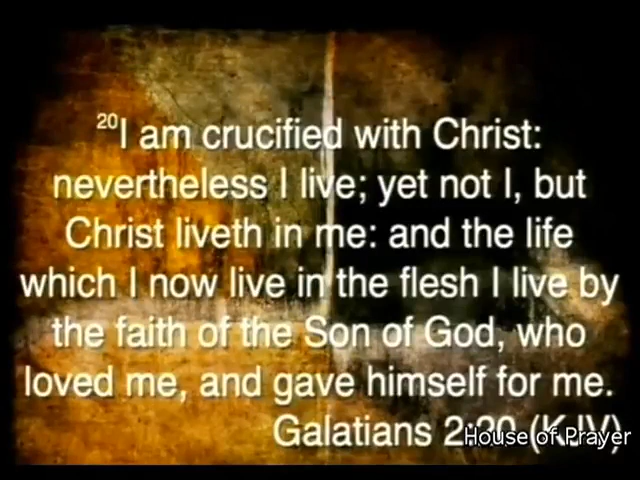 20I am crucified with Christ:
nevertheless I live; yet not I, but
Christ liveth in me: and the life
which I now live in the flesh I live by
the faith of the Son of God, who
loved me, and gave himself for me.
Galatians 2:20 (KJV)
House of Prayer